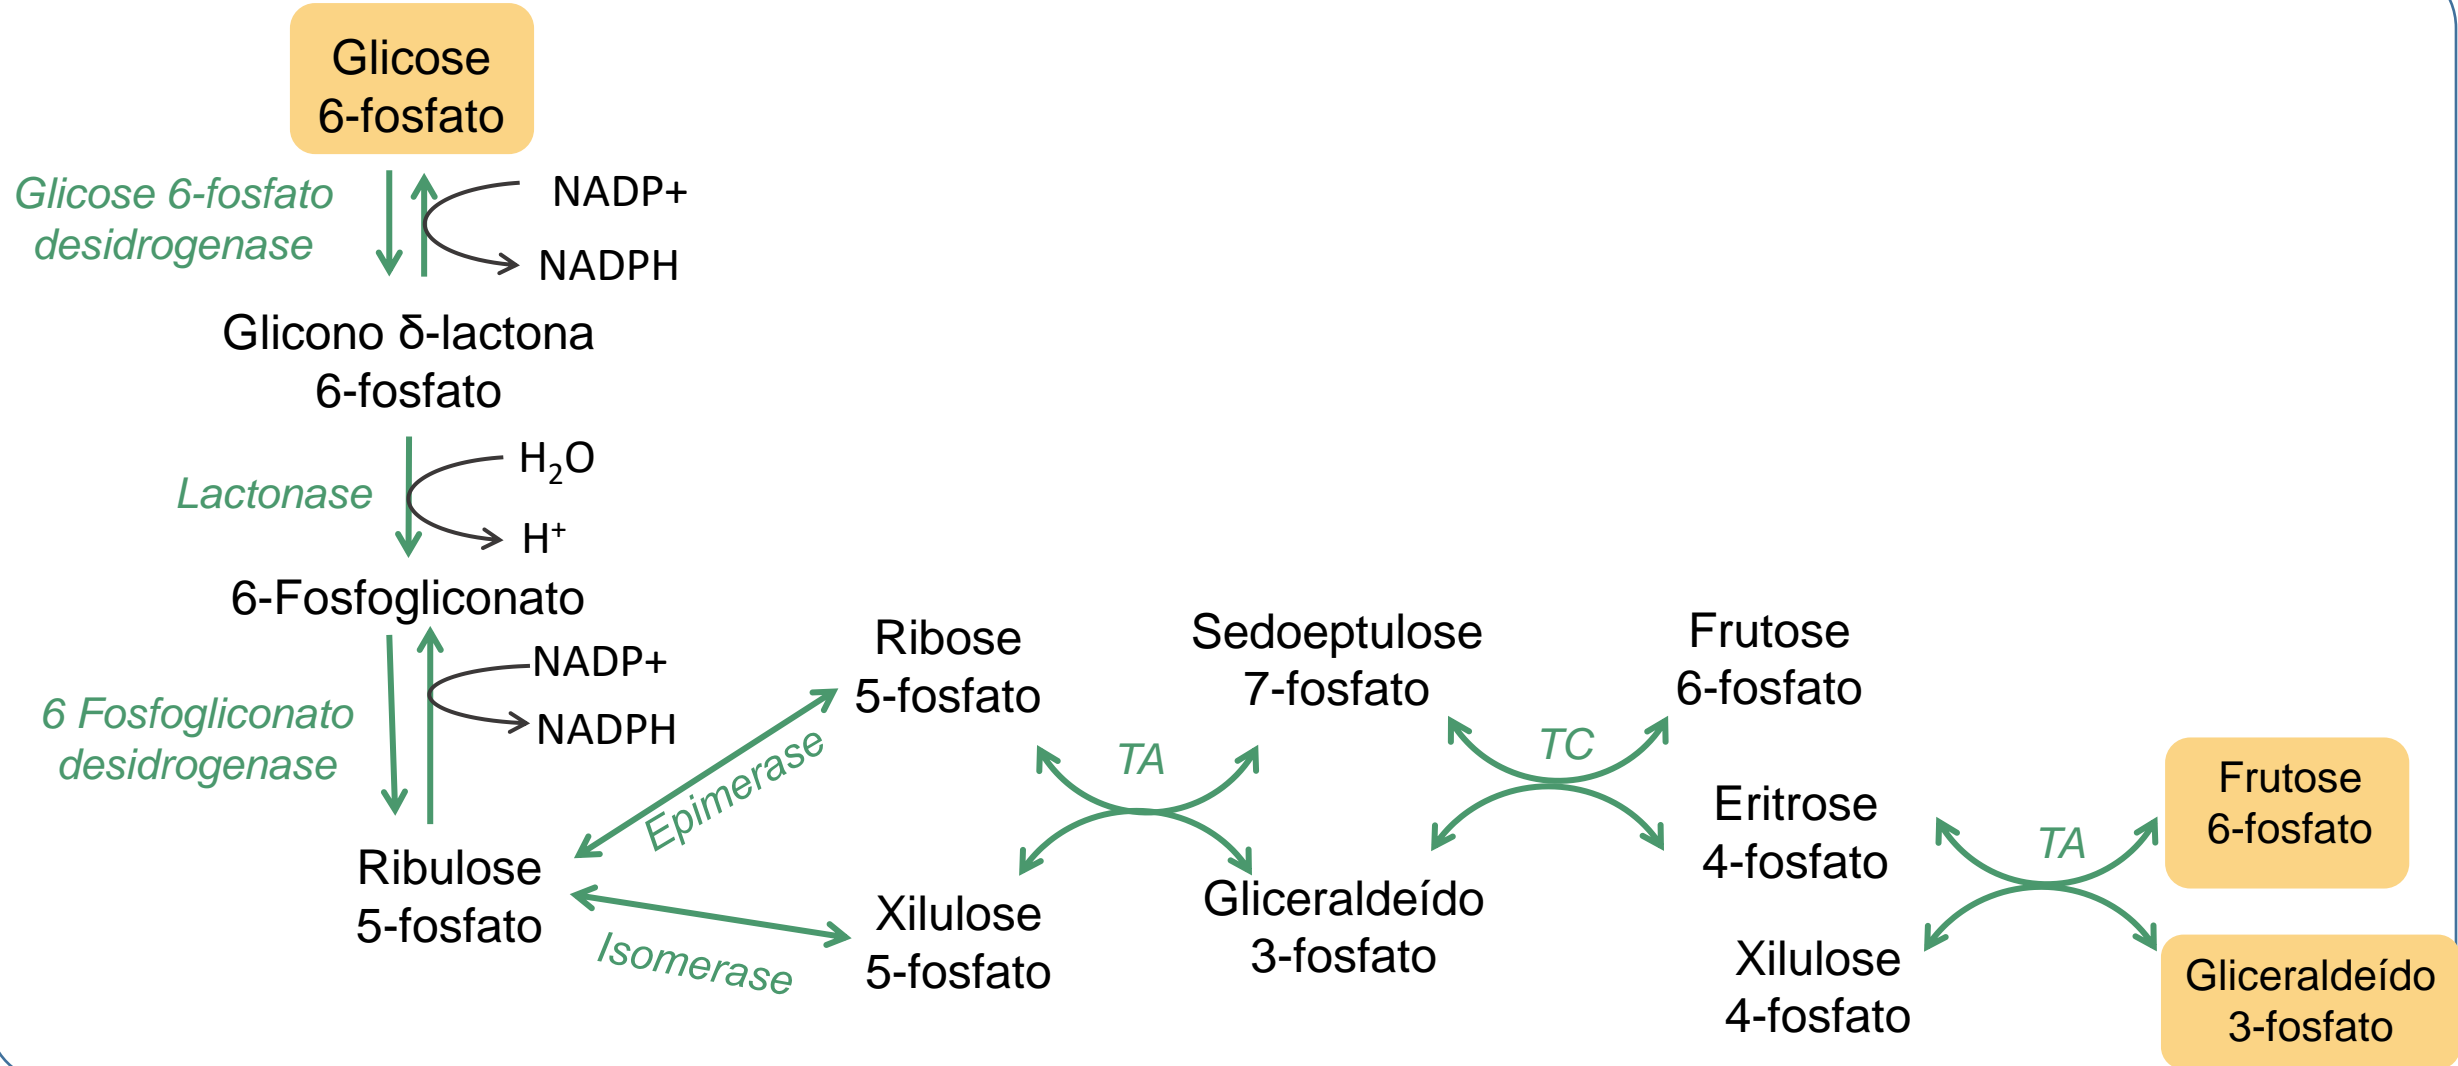 Glicose
6-fosfato
Glicose 6-fosfato
desidrogenase
NADP+
NADPH
Glicono δ-lactona
6-fosfato
Lactonase
H₂O
H⁺
6-Fosfogliconato
6 Fosfogliconato
desidrogenase
NADP+
NADPH
Ribulose
5-fosfato
Epimerase
Isomerase
Ribose
5-fosfato
Xilulose
5-fosfato
TA
Sedoeptulose
7-fosfato
Gliceraldeído
3-fosfato
TC
Frutose
6-fosfato
Eritrose
4-fosfato
Xilulose
4-fosfato
TA
Frutose
6-fosfato
Gliceraldeído
3-fosfato